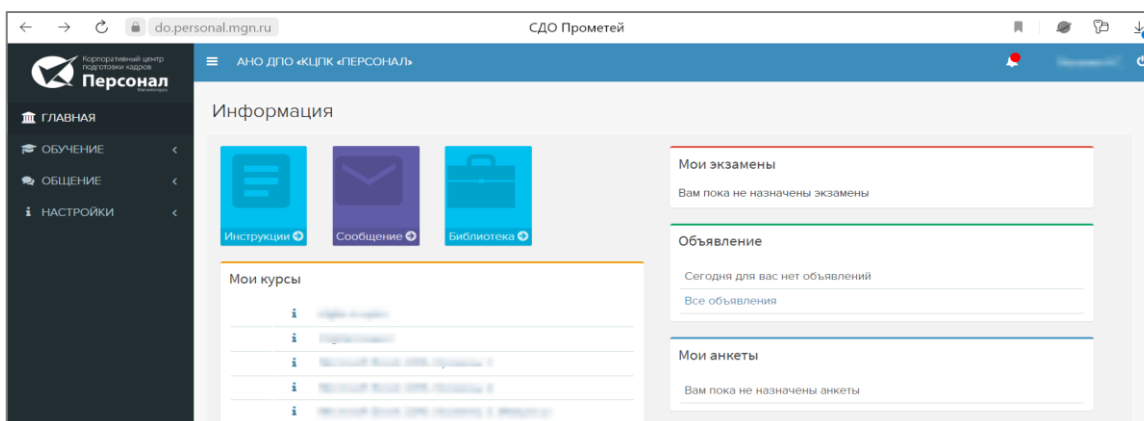 do.personal.mgn.ru
СДО Прометей
Корпоративный центр
подготовки кадров
Персонал
АНО ДПО «КЦПК «ПЕРСОНАЛ»
ГЛАВНАЯ
ОБУЧЕНИЕ
ОБЩЕНИЕ
НАСТРОЙКИ
Информация
Инструкции
Сообщение
Библиотека
Мои курсы
Мои экзамены
Вам пока не назначены экзамены
Объявление
Сегодня для вас нет объявлений
Все объявления
Мои анкеты
Вам пока не назначены анкеты